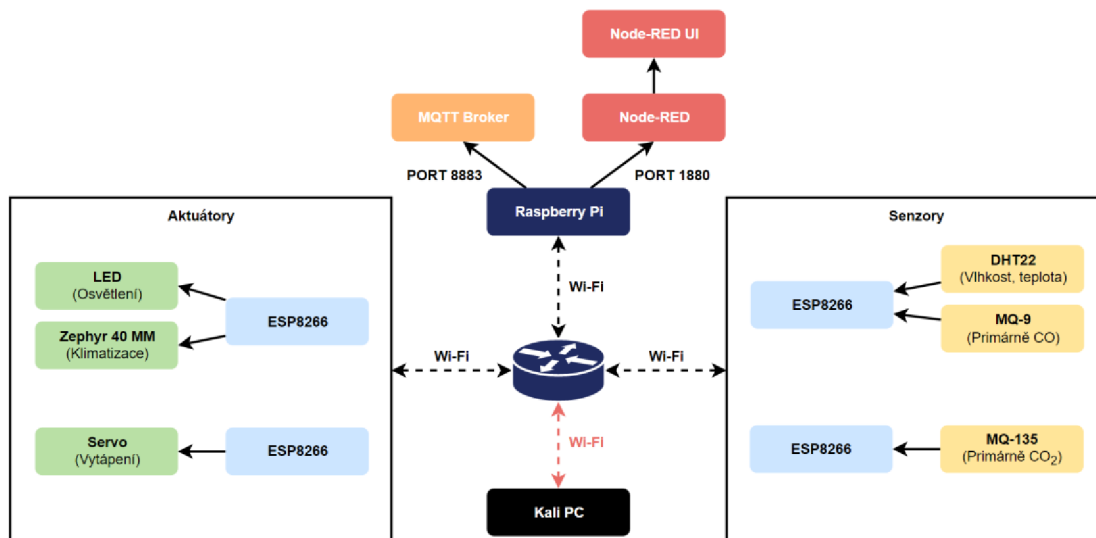 Node-RED UI
MQTT Broker
Node-RED
PORT 8883
PORT 1880
Raspberry Pi
Aktuátory
LED
(Osvětlení)
Zephyr 40 MM
(Klimatizace)
ESP8266
Servo
(Vytápení)
ESP8266
Wi-Fi
Wi-Fi
Wi-Fi
Wi-Fi
Kali PC
Senzory
DHT22
(Vlhkost, teplota)
ESP8266
MQ-9
(Primárně CO)
ESP8266
MQ-135
(Primárně CO₂)